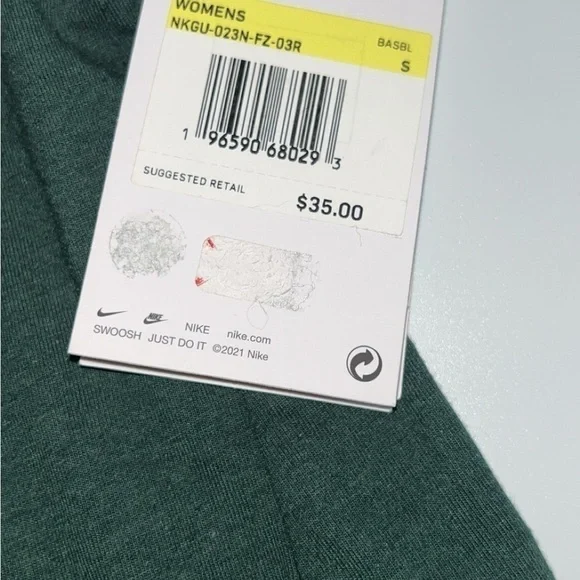 WOMENS
NKGU-023N-FZ-03R
BASBL
S
1 96590 68029 3
SUGGESTED RETAIL
$35.00
NIKE nike.com
SWOOSH JUST DO IT ©2021 Nike